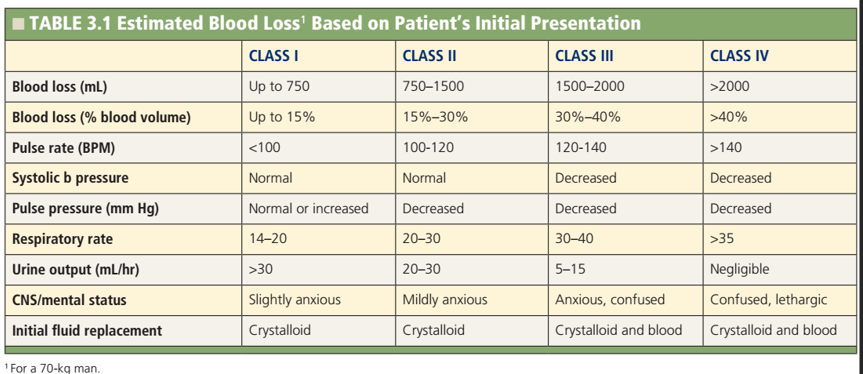 TABLE 3.1 Estimated Blood Loss¹ Based on Patient’s Initial Presentation
CLASS I CLASS II CLASS III CLASS IV
Blood loss (mL) Up to 750 750–1500 1500–2000 >2000
Blood loss (% blood volume) Up to 15% 15%–30% 30%–40% >40%
Pulse rate (BPM) <100 100-120 120-140 >140
Systolic b pressure Normal Normal Decreased Decreased
Pulse pressure (mm Hg) Normal or increased Decreased Decreased Decreased
Respiratory rate 14–20 20–30 30–40 >35
Urine output (mL/hr) >30 20–30 5–15 Negligible
CNS/mental status Slightly anxious Mildly anxious Anxious, confused Confused, lethargic
Initial fluid replacement Crystalloid Crystalloid Crystalloid and blood Crystalloid and blood
¹ For a 70-kg man.